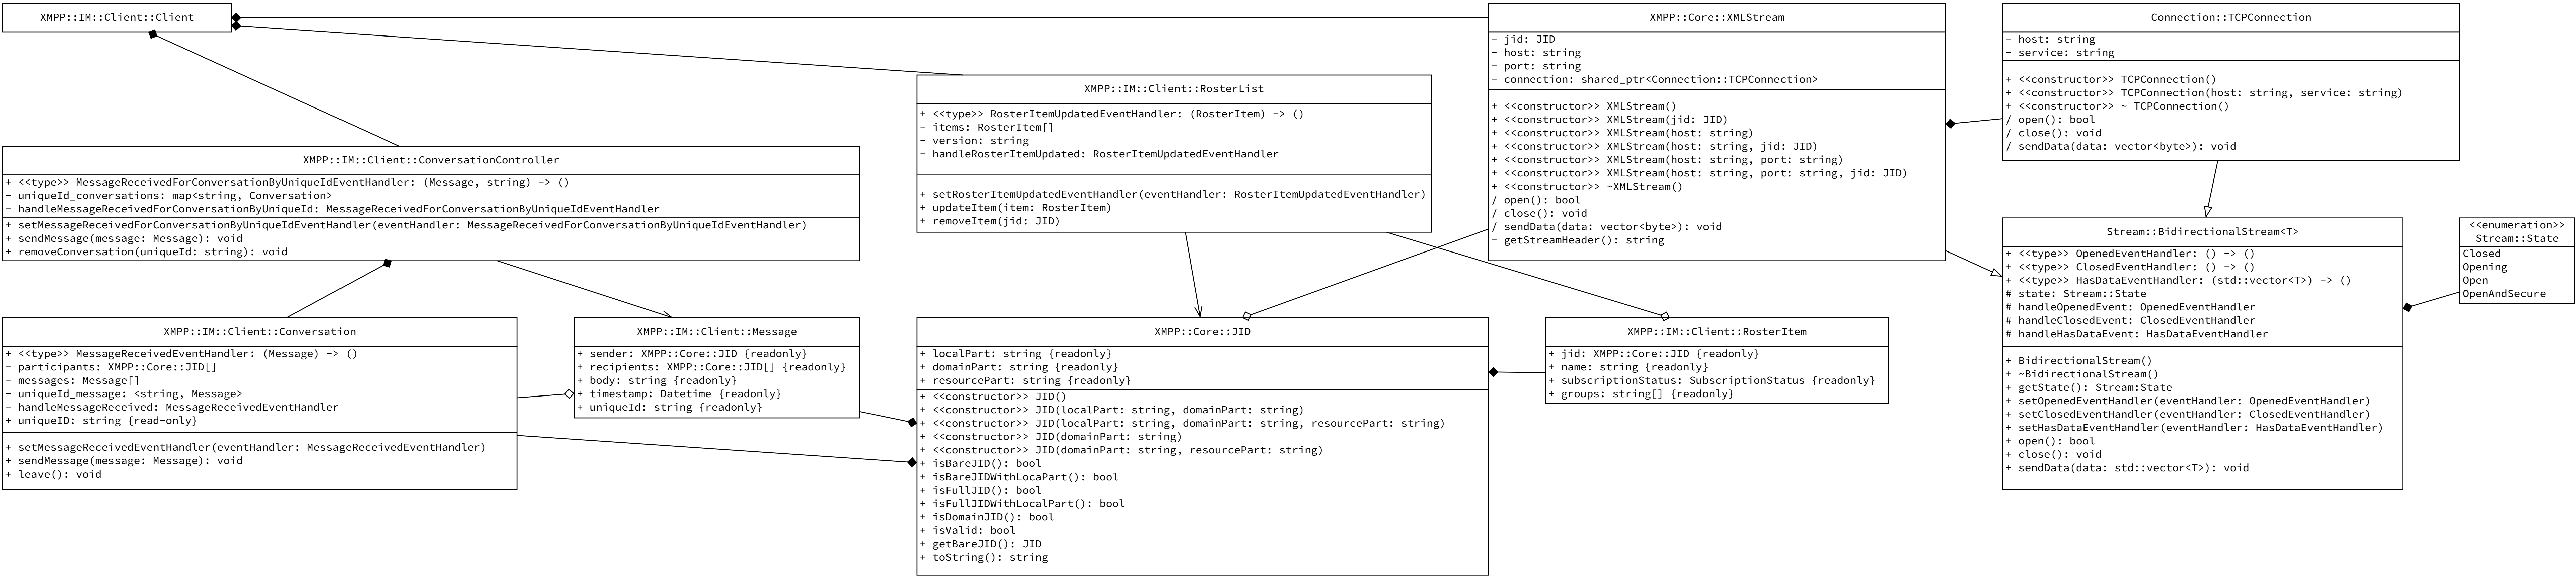 XMPP::IM::Client::Client
XMPP::Core::XMLStream
- jid: JID
- host: string
- port: string
- connection: shared_ptr<Connection::TCPConnection>
+ <<constructor>> XMLStream()
+ <<constructor>> XMLStream(jid: JID)
+ <<constructor>> XMLStream(host: string)
+ <<constructor>> XMLStream(host: string, jid: JID)
+ <<constructor>> XMLStream(host: string, port: string)
+ <<constructor>> XMLStream(host: string, port: string, jid: JID)
+ <<constructor>> ~XMLStream()
/ open(): bool
/ close(): void
/ sendData(data: vector<byte>): void
- getStreamHeader(): string
Connection::TCPConnection
- host: string
- service: string
+ <<constructor>> TCPConnection()
+ <<constructor>> TCPConnection(host: string, service: string)
+ <<constructor>> ~ TCPConnection()
/ open(): bool
/ close(): void
/ sendData(data: vector<byte>): void
XMPP::IM::Client::RosterList
+ <<type>> RosterItemUpdatedEventHandler: (RosterItem) -> ()
- items: RosterItem[]
- version: string
- handleRosterItemUpdated: RosterItemUpdatedEventHandler
+ setRosterItemUpdatedEventHandler(eventHandler: RosterItemUpdatedEventHandler)
+ updateItem(item: RosterItem)
+ removeItem(jid: JID)
XMPP::IM::Client::ConversationController
+ <<type>> MessageReceivedForConversationByUniqueIdEventHandler: (Message, string) -> ()
- uniqueId_conversations: map<string, Conversation>
- handleMessageReceivedForConversationByUniqueId: MessageReceivedForConversationByUniqueIdEventHandler
+ setMessageReceivedForConversationByUniqueIdEventHandler(eventHandler: MessageReceivedForConversationByUniqueIdEventHandler)
+ sendMessage(message: Message): void
+ removeConversation(uniqueId: string): void
Stream::BidirectionalStream<T>
+ <<type>> OpenedEventHandler: () -> ()
+ <<type>> ClosedEventHandler: () -> ()
+ <<type>> HasDataEventHandler: (std::vector<T>) -> ()
# state: Stream::State
# handleOpenedEvent: OpenedEventHandler
# handleClosedEvent: ClosedEventHandler
# handleHasDataEvent: HasDataEventHandler
+ BidirectionalStream()
+ ~BidirectionalStream()
+ getState(): Stream:State
+ setOpenedEventHandler(eventHandler: OpenedEventHandler)
+ setClosedEventHandler(eventHandler: ClosedEventHandler)
+ setHasDataEventHandler(eventHandler: HasDataEventHandler)
+ open(): bool
+ close(): void
+ sendData(data: std::vector<T>): void
<<enumeration>>
Stream::State
Closed
Opening
Open
OpenAndSecure
XMPP::IM::Client::Conversation
+ <<type>> MessageReceivedEventHandler: (Message) -> ()
- participants: XMPP::Core::JID[]
- messages: Message[]
- uniqueId_message: <string, Message>
- handleMessageReceived: MessageReceivedEventHandler
+ uniqueID: string {read-only}
+ setMessageReceivedEventHandler(eventHandler: MessageReceivedEventHandler)
+ sendMessage(message: Message): void
+ leave(): void
XMPP::IM::Client::Message
+ sender: XMPP::Core::JID {readonly}
+ recipients: XMPP::Core::JID[] {readonly}
+ body: string {readonly}
+ timestamp: Datetime {readonly}
+ uniqueId: string {readonly}
XMPP::Core::JID
+ localPart: string {readonly}
+ domainPart: string {readonly}
+ resourcePart: string {readonly}
+ <<constructor>> JID()
+ <<constructor>> JID(localPart: string, domainPart: string)
+ <<constructor>> JID(localPart: string, domainPart: string, resourcePart: string)
+ <<constructor>> JID(domainPart: string)
+ <<constructor>> JID(domainPart: string, resourcePart: string)
+ isBareJID(): bool
+ isBareJIDWithLocaPart(): bool
+ isFullJID(): bool
+ isFullJIDWithLocalPart(): bool
+ isDomainJID(): bool
+ isValid: bool
+ getBareJID(): JID
+ toString(): string
XMPP::IM::Client::RosterItem
+ jid: XMPP::Core::JID {readonly}
+ name: string {readonly}
+ subscriptionStatus: SubscriptionStatus {readonly}
+ groups: string[] {readonly}